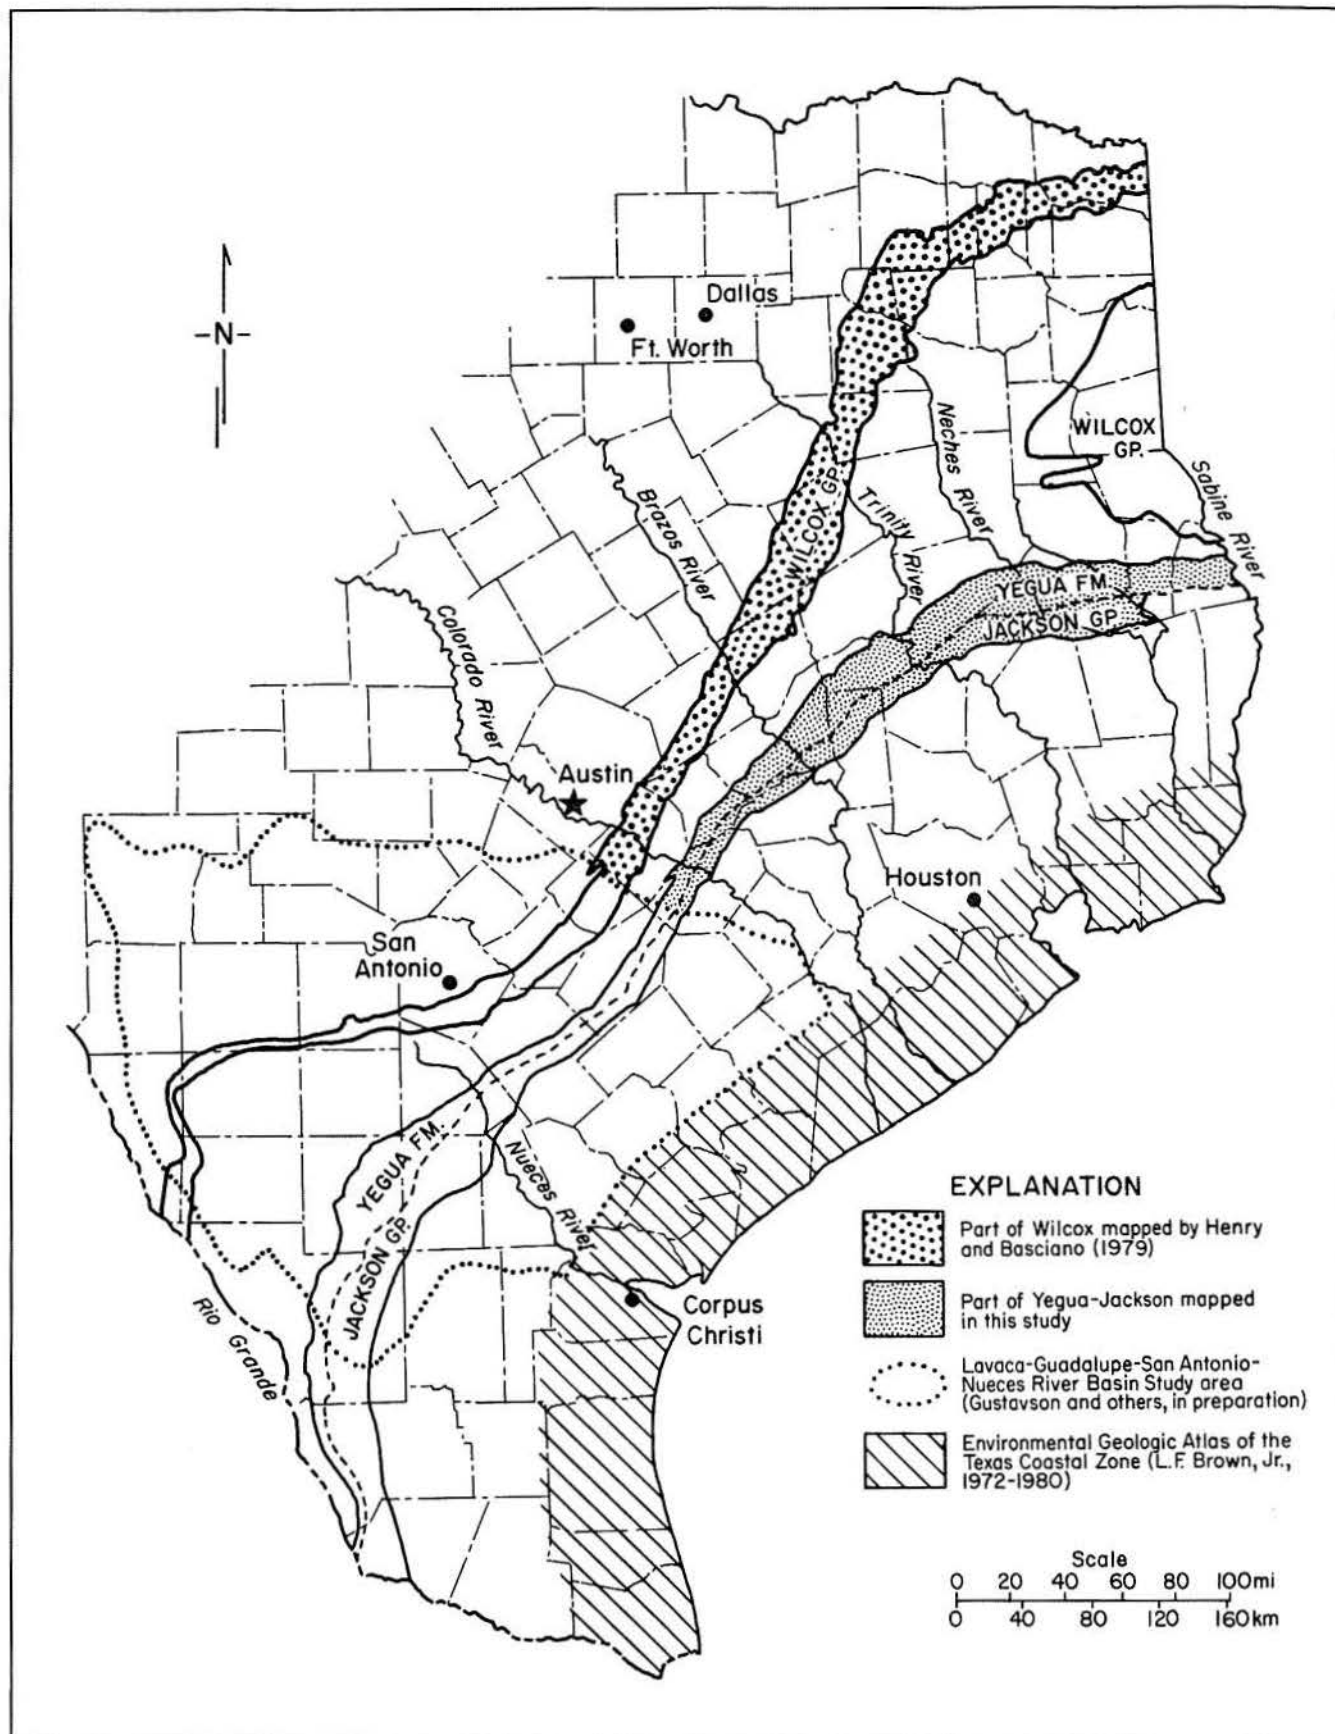 -N-
Dallas
Ft. Worth
WILCOX
GP.
Neches River
Sabine River
Brazos River
WILCOX GP.
Trinity River
YEGUA FM.
JACKSON GP.
Colorado River
Austin
Houston
San
Antonio
YEGUA FM.
JACKSON GP.
Nueces River
Rio Grande
Corpus
Christi
EXPLANATION
Part of Wilcox mapped by Henry
and Basciano (1979)
Part of Yegua-Jackson mapped
in this study
Lavaca-Guadalupe-San Antonio-
Nueces River Basin Study area
(Gustavson and others, in preparation)
Environmental Geologic Atlas of the
Texas Coastal Zone (L.F. Brown, Jr.,
1972-1980)
Scale
0 20 40 60 80 100mi
0 40 80 120 160km